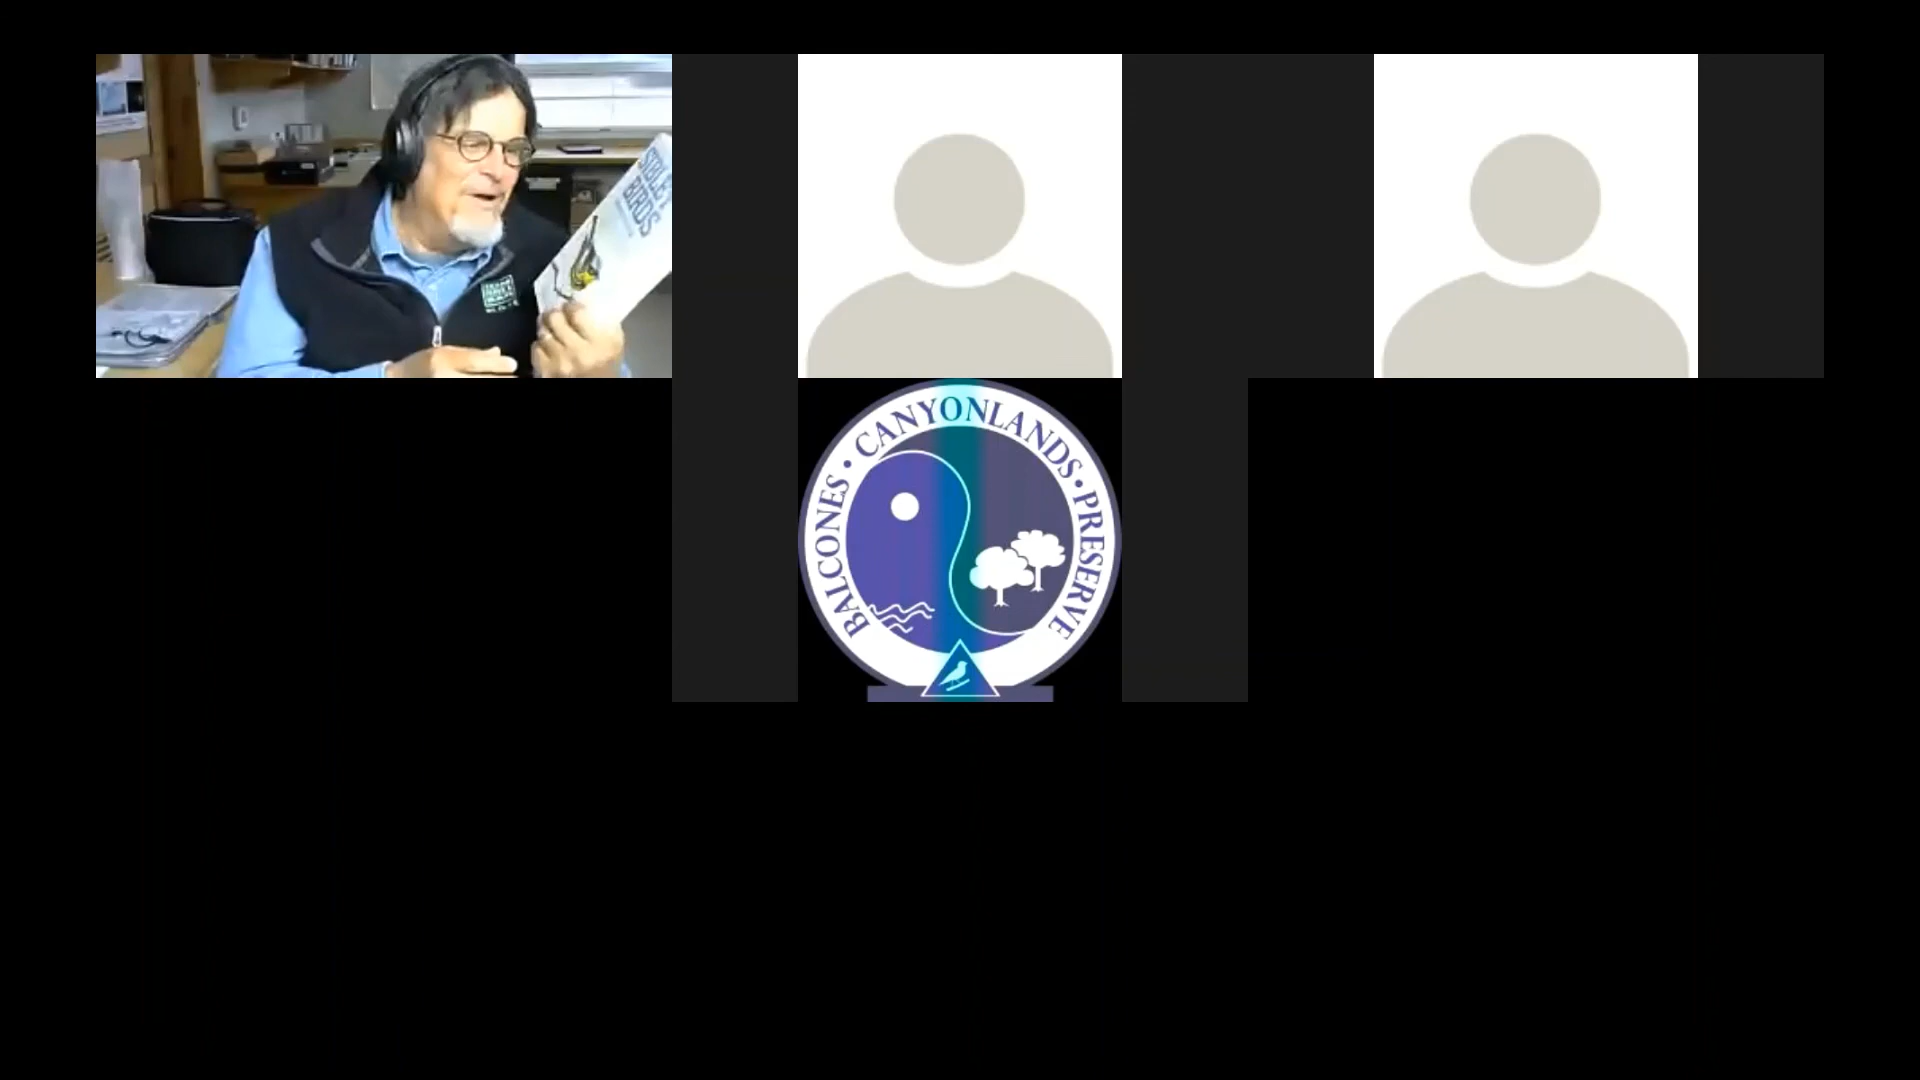 SIBLEY
BIRDS
BALCONES • CANYONLANDS • PRESERVE